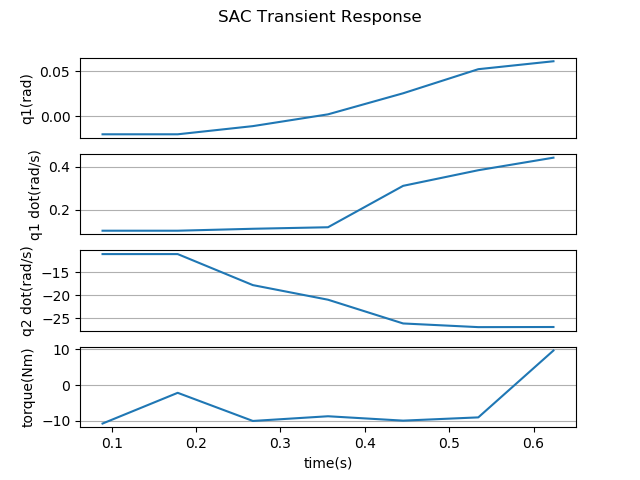 SAC Transient Response
q1(rad)
0.05
0.00
q1 dot(rad/s)
0.4
0.2
q2 dot(rad/s)
−15
−20
−25
torque(Nm)
10
0
−10
0.1 0.2 0.3 0.4 0.5 0.6
time(s)